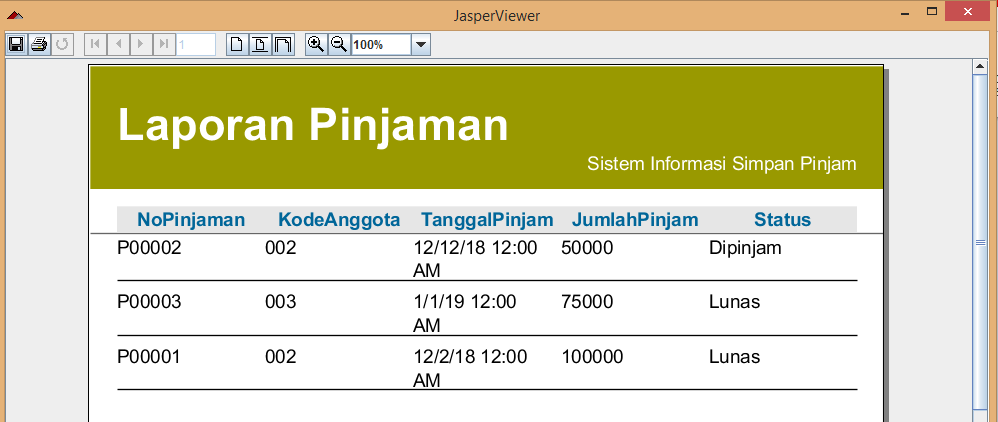 JasperViewer
1
100%
Laporan Pinjaman
Sistem Informasi Simpan Pinjam
NoPinjaman KodeAnggota TanggalPinjam JumlahPinjam Status
P00002 002 12/12/18 12:00 50000 Dipinjam
AM
P00003 003 1/1/19 12:00 75000 Lunas
AM
P00001 002 12/2/18 12:00 100000 Lunas
AM